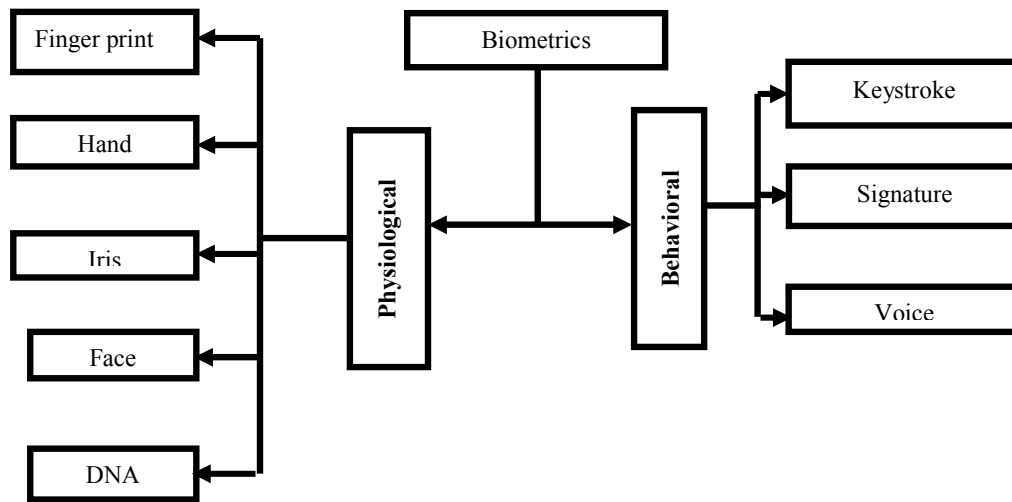 Biometrics
Finger print
Hand
Iris
Face
DNA
Physiological
Behavioral
Keystroke
Signature
Voice